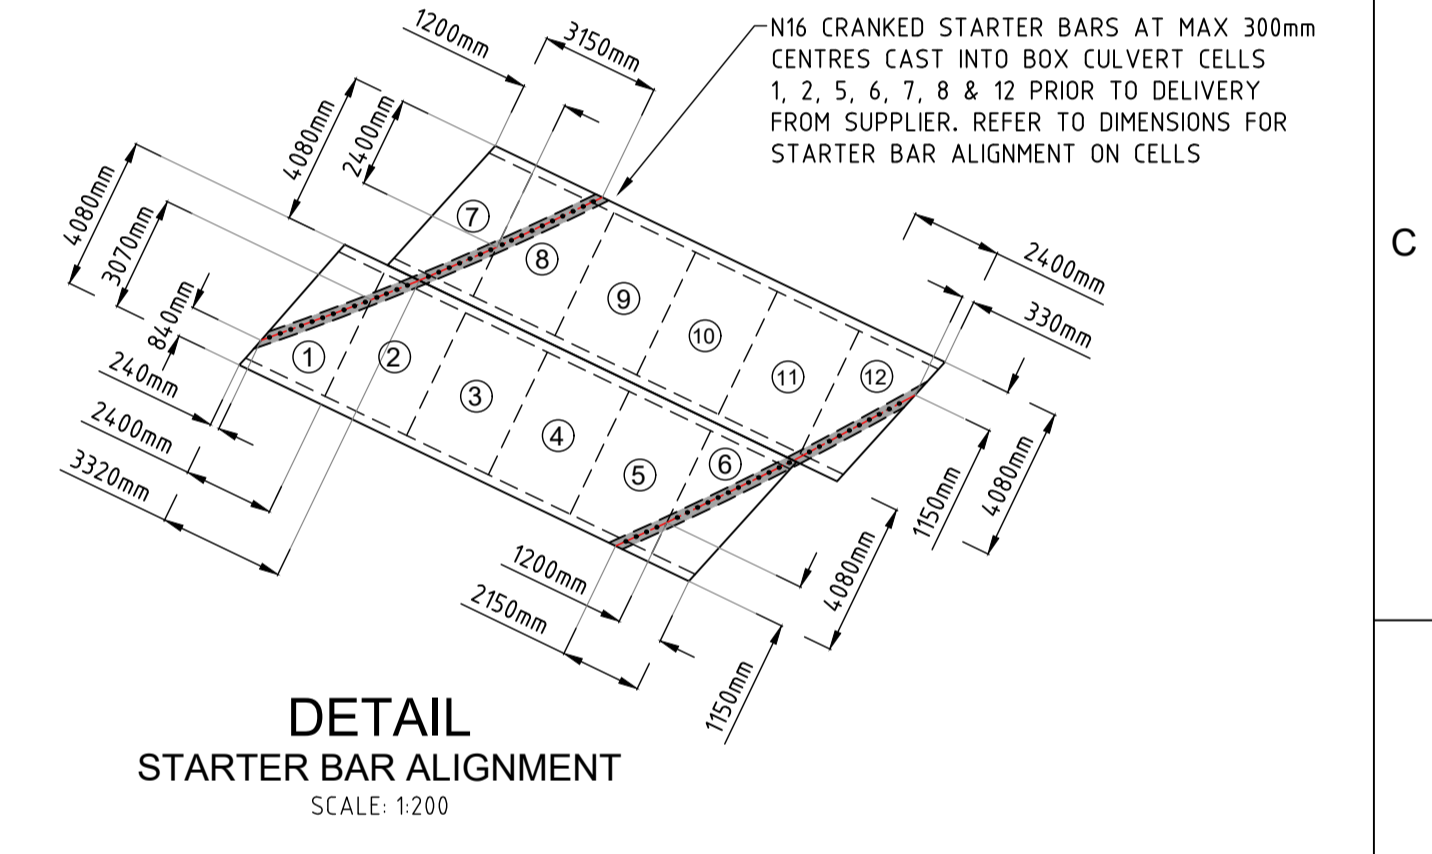 1200mm
3150mm
N16 CRANKED STARTER BARS AT MAX 300mm
CENTRES CAST INTO BOX CULVERT CELLS
1, 2, 5, 6, 7, 8 & 12 PRIOR TO DELIVERY
FROM SUPPLIER. REFER TO DIMENSIONS FOR
STARTER BAR ALIGNMENT ON CELLS
4080mm
2400mm
4080mm
3070mm
840mm
240mm
2400mm
3320mm
7
8
9
10
11
12
1
2
3
4
5
6
2400mm
330mm
C
1150mm
4080mm
4080mm
1200mm
2150mm
1150mm
DETAIL
STARTER BAR ALIGNMENT
SCALE: 1:200